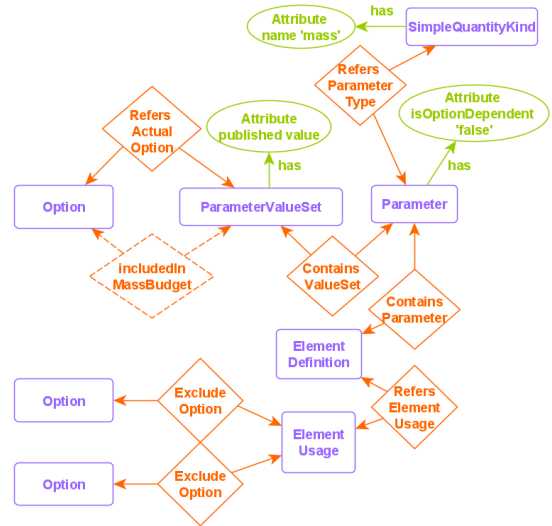 has
Attribute
name 'mass'
SimpleQuantityKind
Refers
Parameter
Type
Attribute
isOptionDependent
'false'
Refers
Actual
Option
Attribute
published value
has
has
Option
ParameterValueSet
Parameter
includedIn
MassBudget
Contains
ValueSet
Contains
Parameter
Element
Definition
Exclude
Option
Option
Refers
Element
Usage
Element
Usage
Exclude
Option
Option